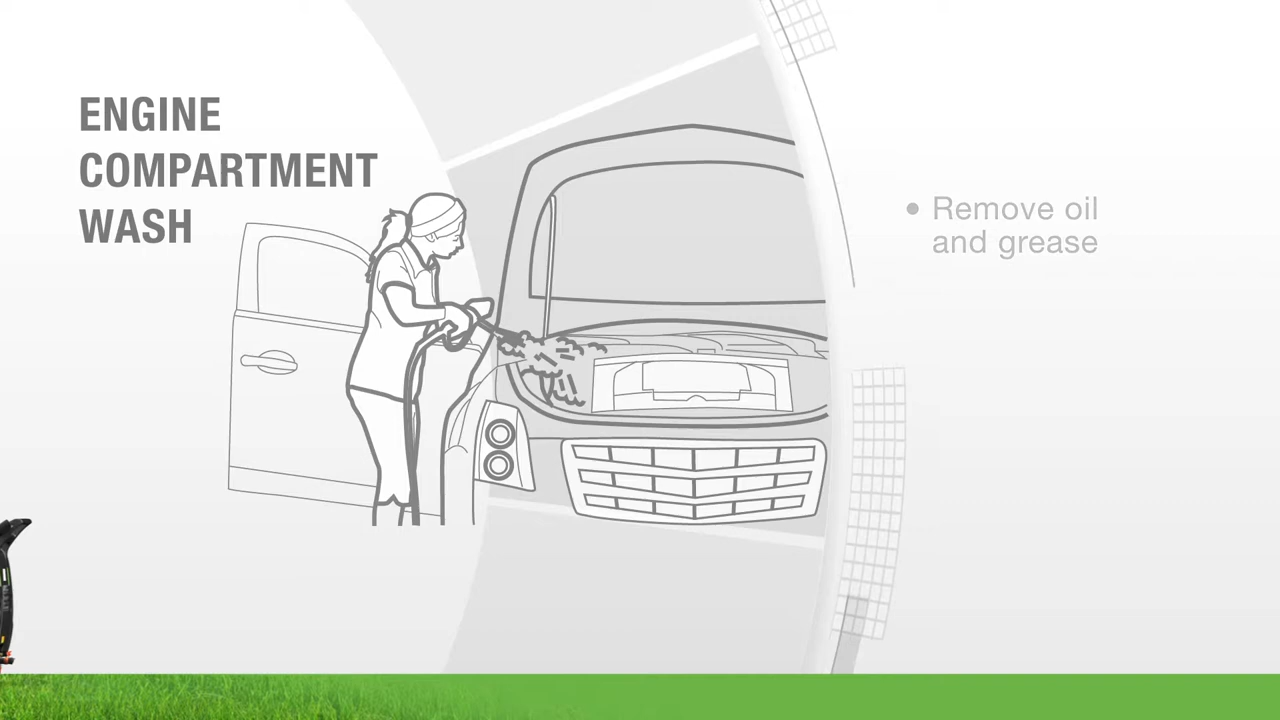 ENGINE
COMPARTMENT
WASH
• Remove oil
and grease